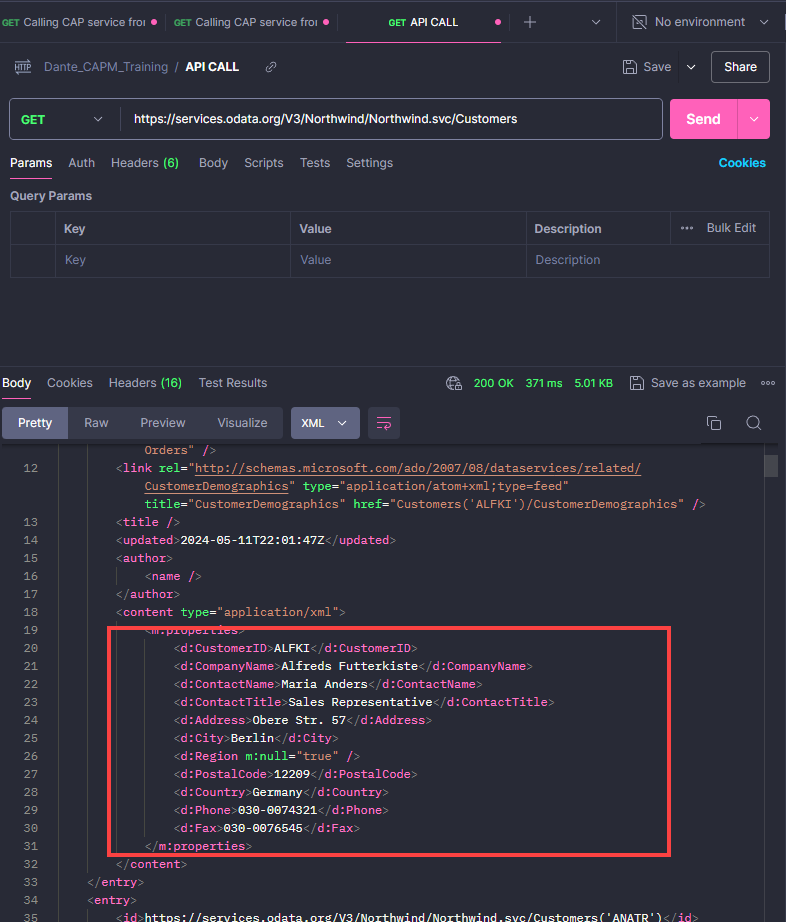 GET Calling CAP service from GET Calling CAP service from GET API CALL No environment
HTTP Dante_CAPM_Training / API CALL Save Share
GET https://services.odata.org/V3/Northwind/Northwind.svc/Customers Send
Params Auth Headers (6) Body Scripts Tests Settings Cookies
Query Params
Key Value Description ••• Bulk Edit
Key Value Description
Body Cookies Headers (16) Test Results 200 OK 371 ms 5.01 KB Save as example
Pretty Raw Preview Visualize XML
Orders" />
12 <link rel="http://schemas.microsoft.com/ado/2007/08/dataservices/related/
CustomerDemographics" type="application/atom+xml;type=feed"
title="CustomerDemographics" href="Customers('ALFKI')/CustomerDemographics" />
13 <title />
14 <updated>2024-05-11T22:01:47Z</updated>
15 <author>
16 <name />
17 </author>
18 <content type="application/xml">
19 <m:properties>
20 <d:CustomerID>ALFKI</d:CustomerID>
21 <d:CompanyName>Alfreds Futterkiste</d:CompanyName>
22 <d:ContactName>Maria Anders</d:ContactName>
23 <d:ContactTitle>Sales Representative</d:ContactTitle>
24 <d:Address>Obere Str. 57</d:Address>
25 <d:City>Berlin</d:City>
26 <d:Region m:null="true" />
27 <d:PostalCode>12209</d:PostalCode>
28 <d:Country>Germany</d:Country>
29 <d:Phone>030-0074321</d:Phone>
30 <d:Fax>030-0076545</d:Fax>
31 </m:properties>
32 </content>
33 </entry>
34 <entry>
35 <id>https://services.odata.org/V3/Northwind/Northwind.svc/Customers('ANATR')</id>